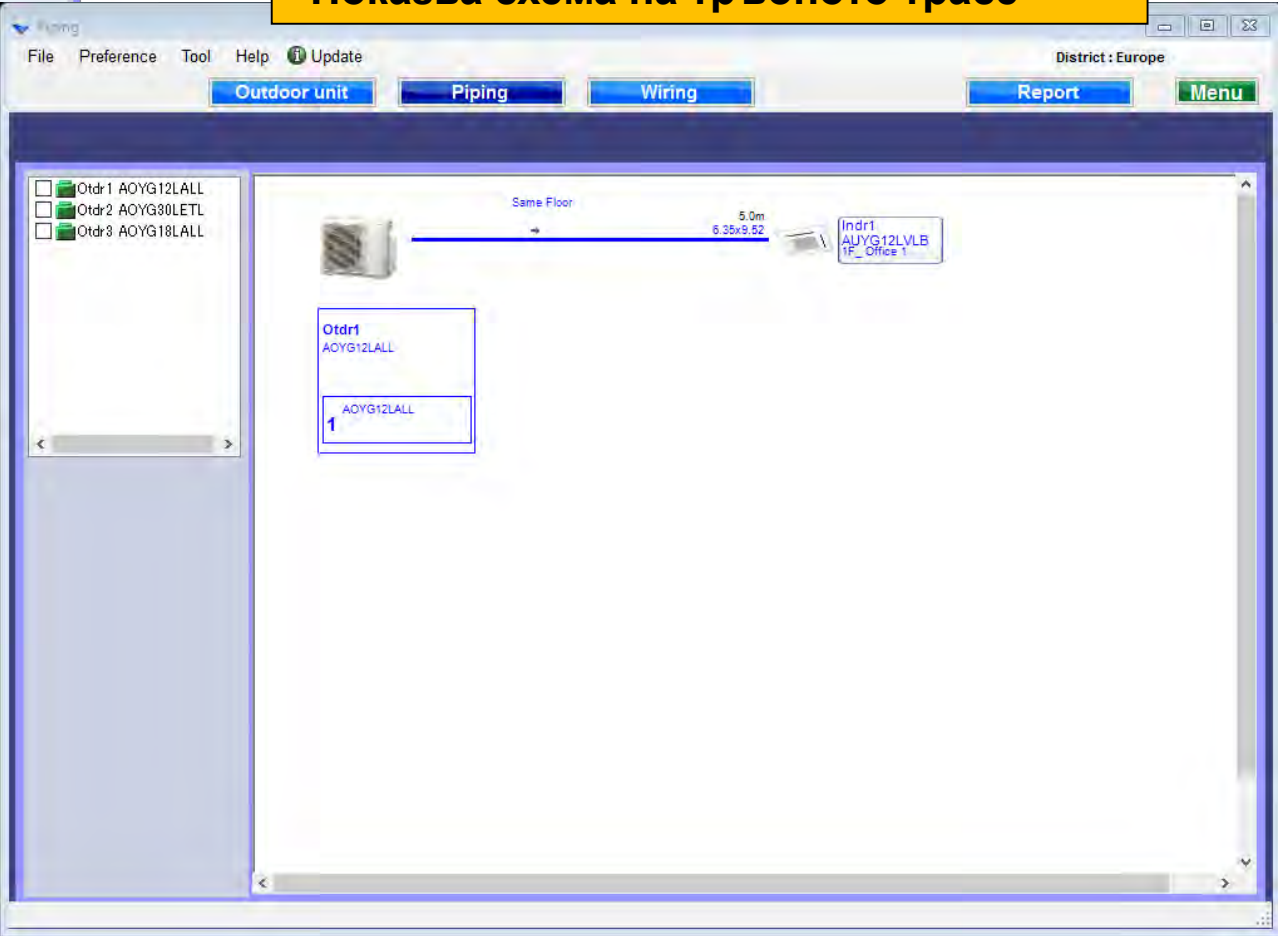 Показва схема на тръбното трасе
Piping
File Preference Tool Help Update
District : Europe
Outdoor unit Piping Wiring Report Menu
Otdr1 AOYG12LALL
Otdr2 AOYG30LETL
Otdr3 AOYG18LALL
Same Floor
5.0m
6.35x9.52
Indr1
AUYG12LVLB
1F_ Office 1
Otdr1
AOYG12LALL
AOYG12LALL
1